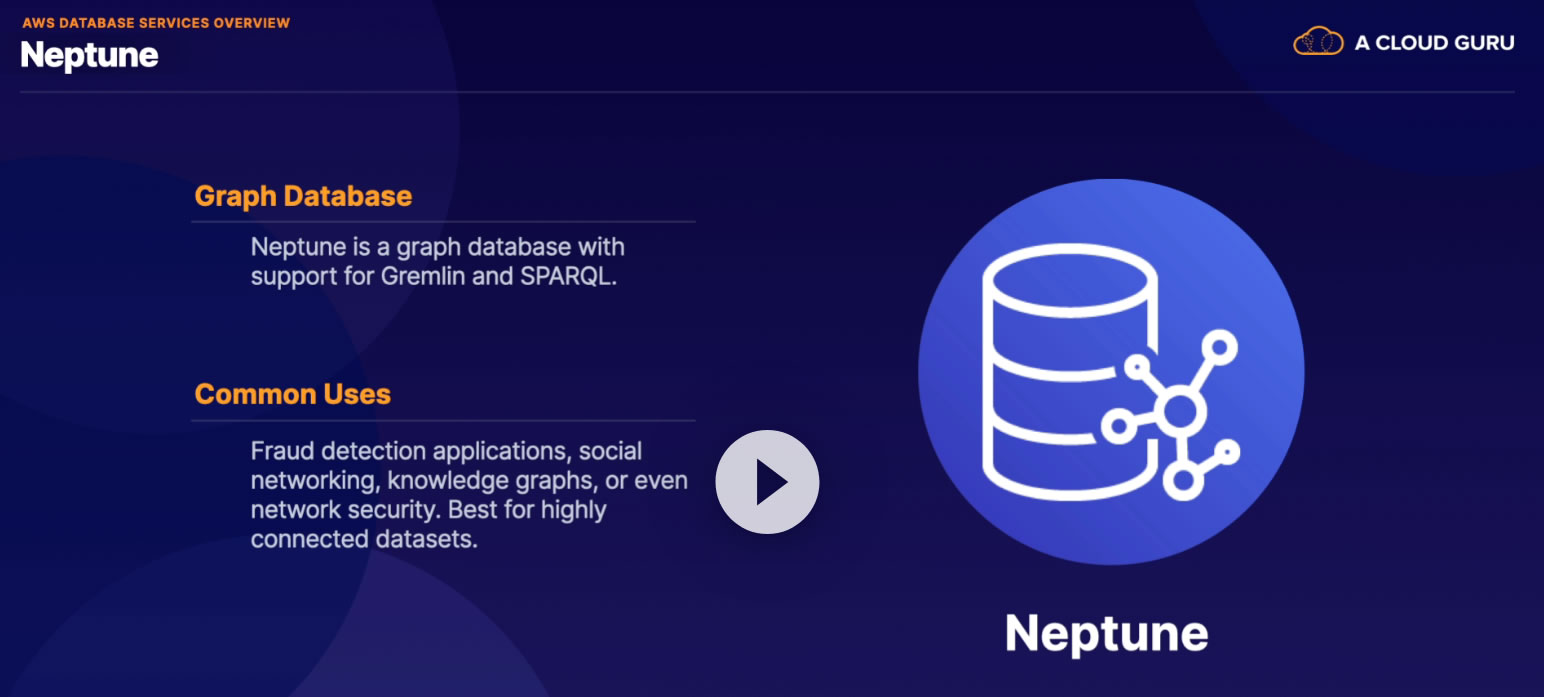 AWS DATABASE SERVICES OVERVIEW
Neptune
A CLOUD GURU
Graph Database
Neptune is a graph database with
support for Gremlin and SPARQL.
Common Uses
Fraud detection applications, social
networking, knowledge graphs, or even
network security. Best for highly
connected datasets.
Neptune